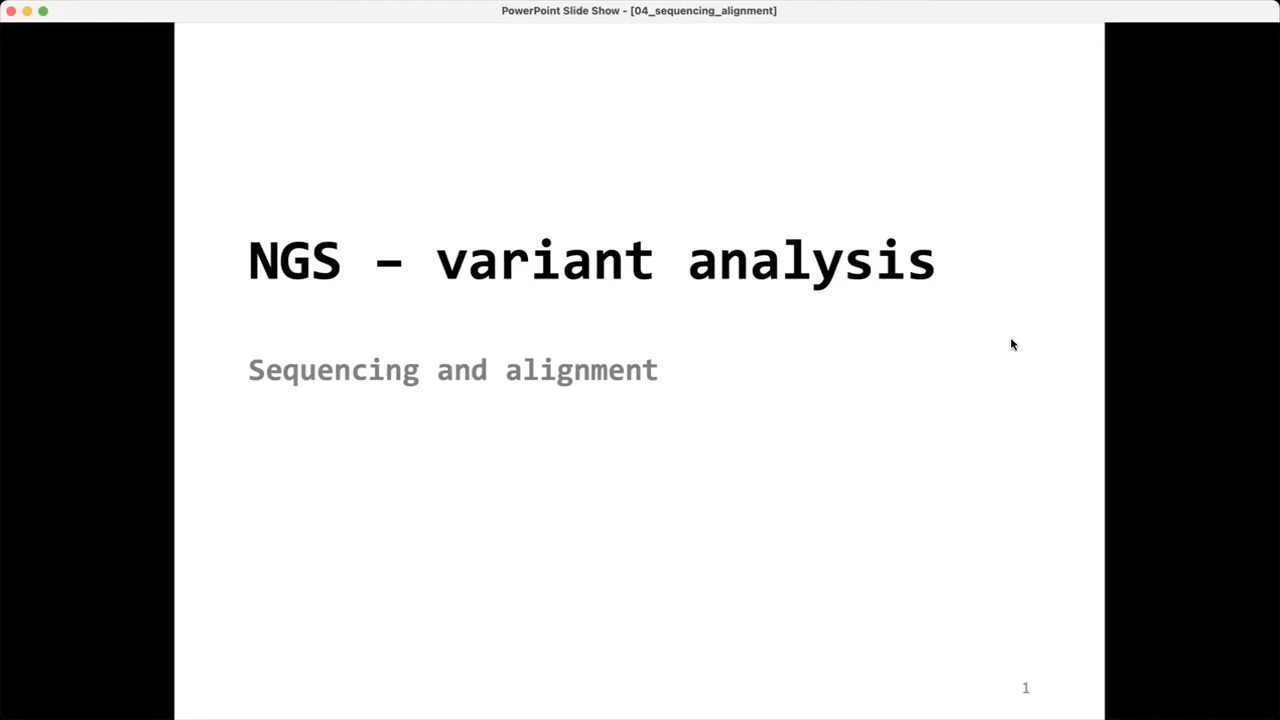 PowerPoint Slide Show - [04_sequencing_alignment]
NGS – variant analysis
Sequencing and alignment
1